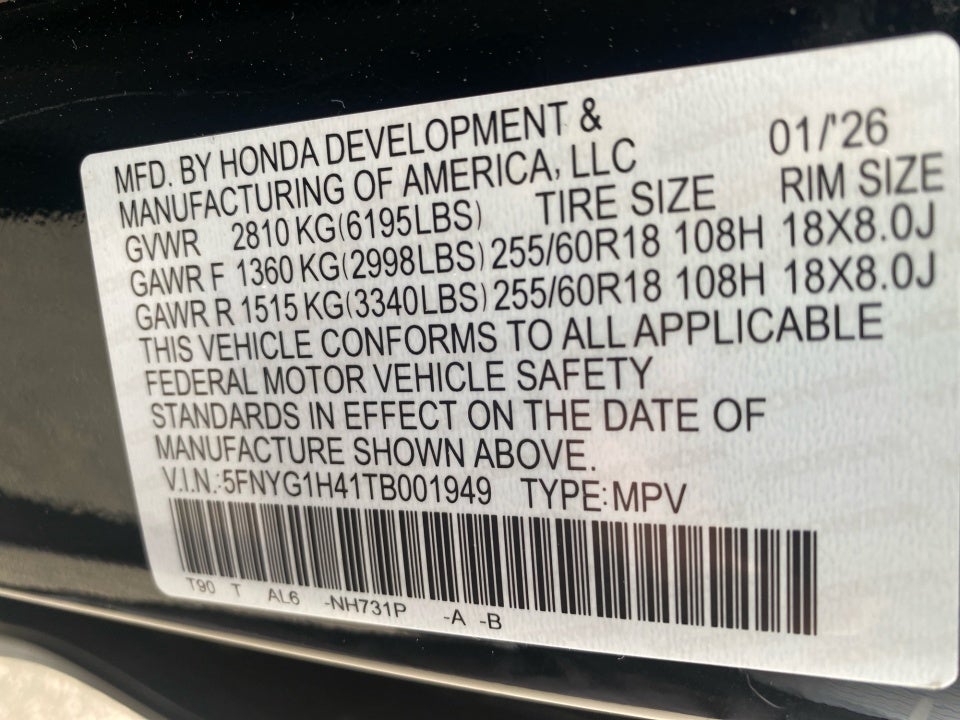 MFD. BY HONDA DEVELOPMENT & 01/'26
MANUFACTURING OF AMERICA, LLC
GVWR 2810 KG(6195LBS) TIRE SIZE RIM SIZE
GAWR F 1360 KG(2998LBS) 255/60R18 108H 18X8.0J
GAWR R 1515 KG(3340LBS) 255/60R18 108H 18X8.0J
THIS VEHICLE CONFORMS TO ALL APPLICABLE
FEDERAL MOTOR VEHICLE SAFETY
STANDARDS IN EFFECT ON THE DATE OF
MANUFACTURE SHOWN ABOVE.
V.I.N.:5FNYG1H41TB001949 TYPE:MPV
T90 T AL6 -NH731P -A -B